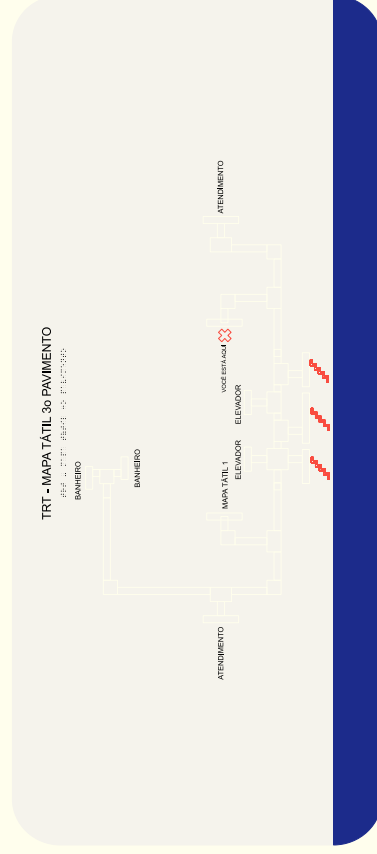 TRT - MAPA TÁTIL 3o PAVIMENTO
BANHEIRO
BANHEIRO
ATENDIMENTO
MAPA TÁTIL 1
ELEVADOR
ELEVADOR
VOCÊ ESTÁ AQUI
ATENDIMENTO